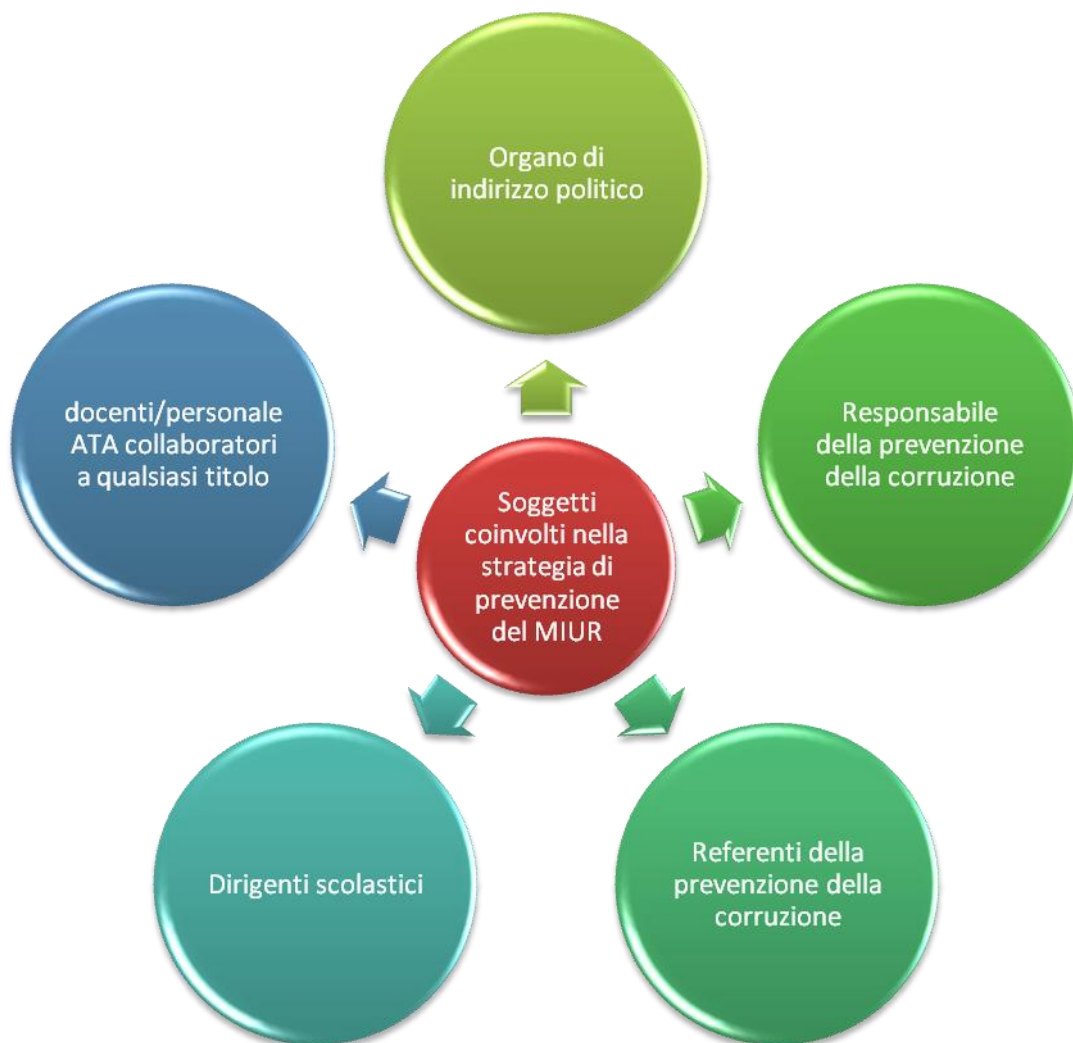 Organo di
indirizzo politico
Responsabile
della prevenzione
della corruzione
Referenti della
prevenzione della
corruzione
Dirigenti scolastici
docenti/personale
ATA collaboratori
a qualsiasi titolo
Soggetti
coinvolti nella
strategia di
prevenzione
del MIUR